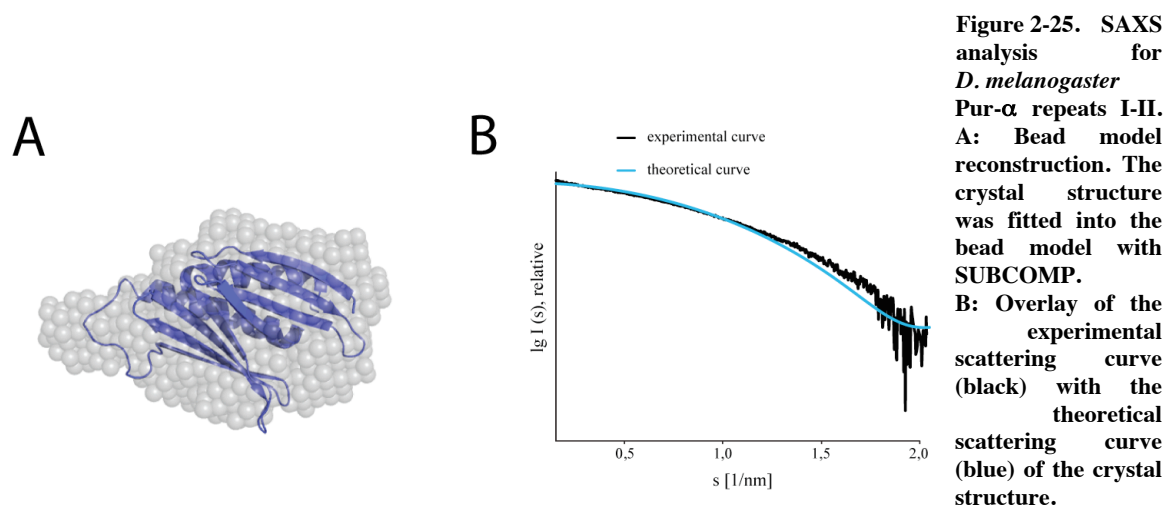 A
B
experimental curve
theoretical curve
lg I (s), relative
0,5
1,0
1,5
2,0
s [1/nm]
Figure 2-25. SAXS
analysis for
D. melanogaster
Pur-α repeats I-II.
A: Bead model
reconstruction. The
crystal structure
was fitted into the
bead model with
SUBCOMP.
B: Overlay of the
experimental
scattering curve
(black) with the
theoretical
scattering curve
(blue) of the crystal
structure.